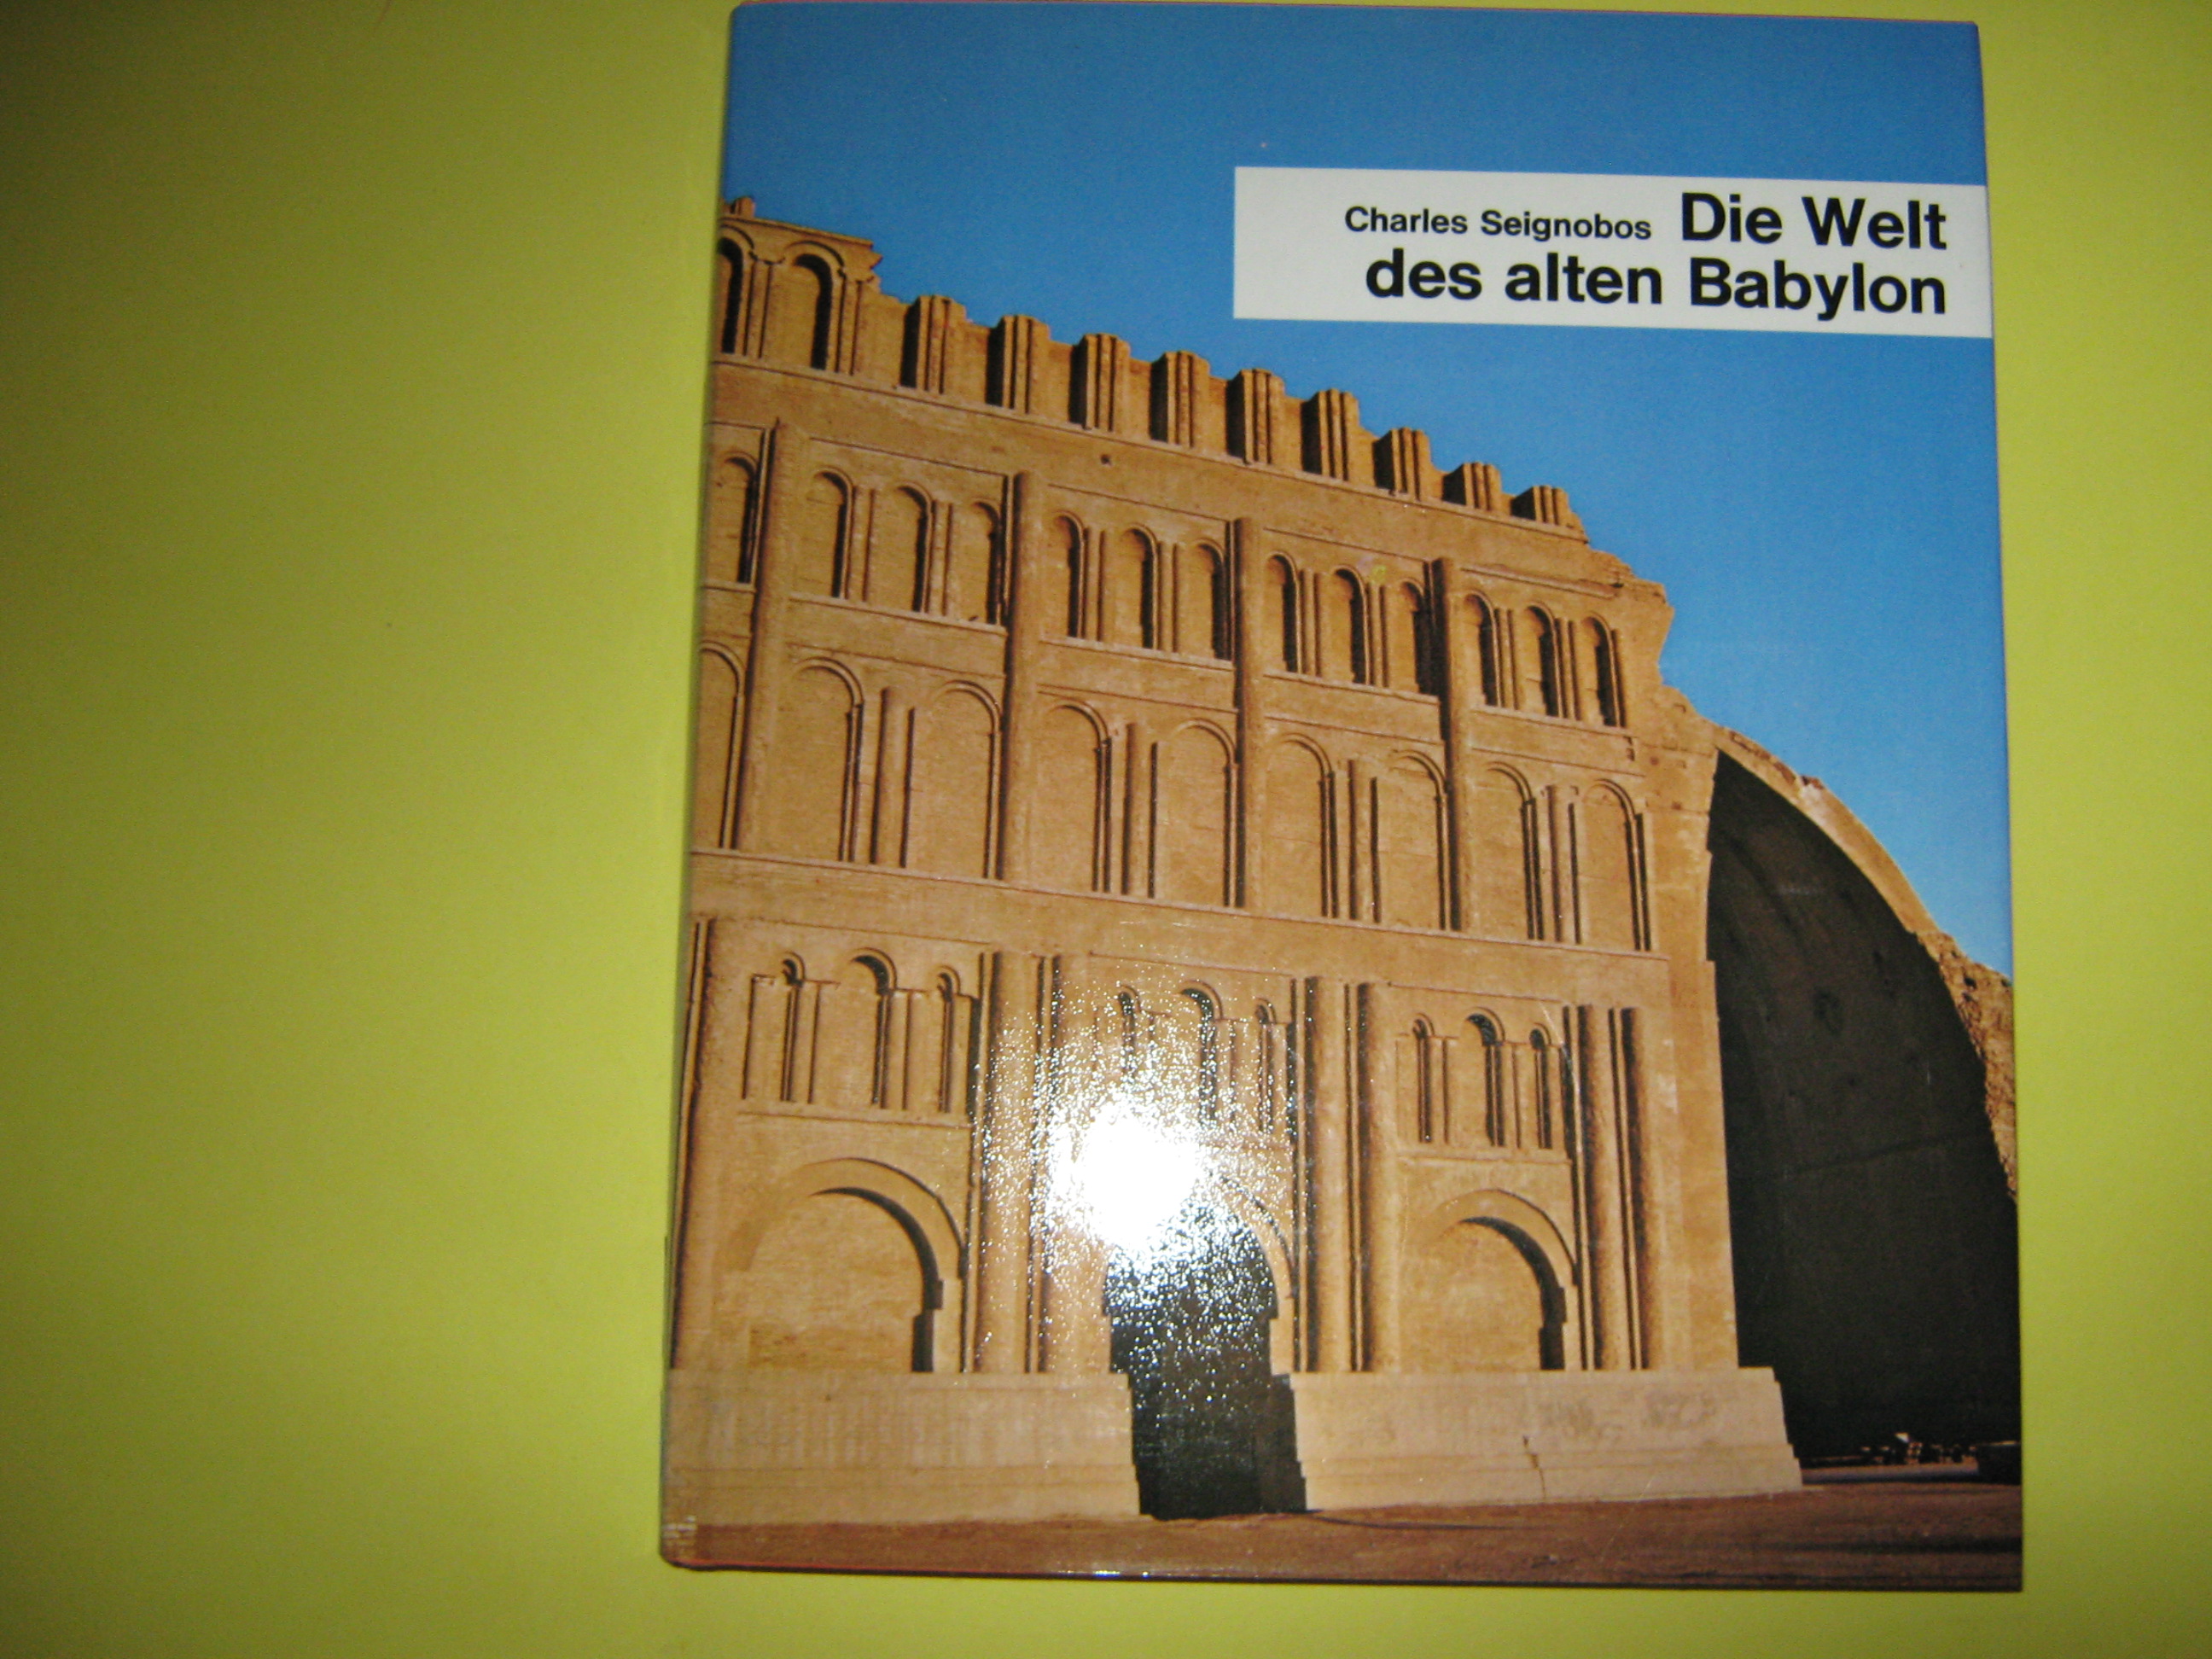 Charles Seignobos Die Welt
des alten Babylon